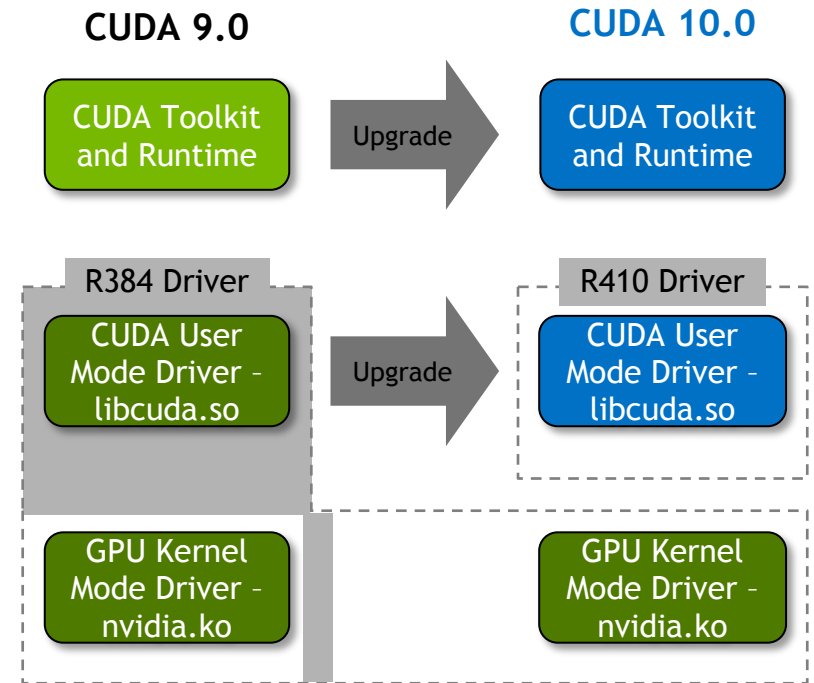 CUDA 9.0
CUDA 10.0
CUDA Toolkit
and Runtime
Upgrade
CUDA Toolkit
and Runtime
R384 Driver
R410 Driver
CUDA User
Mode Driver –
libcuda.so
Upgrade
CUDA User
Mode Driver –
libcuda.so
GPU Kernel
Mode Driver –
nvidia.ko
GPU Kernel
Mode Driver –
nvidia.ko